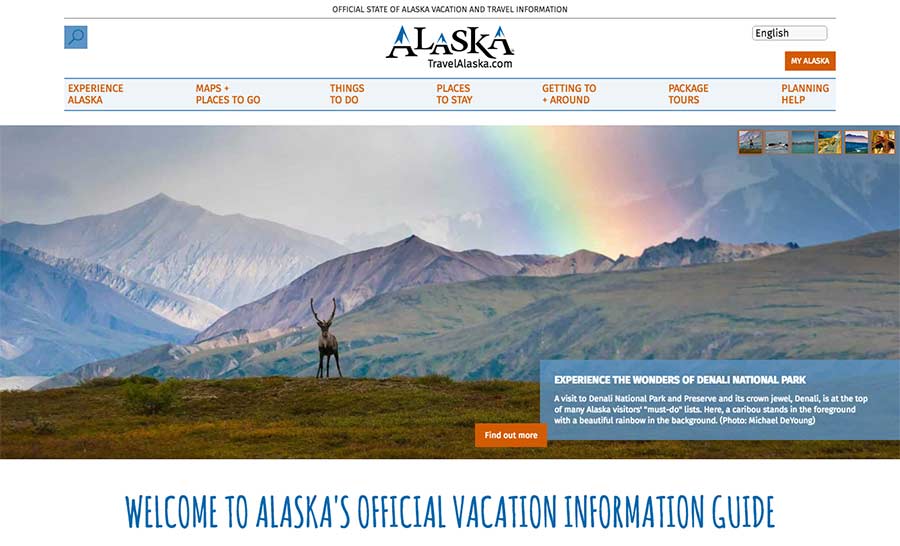 OFFICIAL STATE OF ALASKA VACATION AND TRAVEL INFORMATION
ALASKA
TravelAlaska.com
English
MY ALASKA
EXPERIENCE
ALASKA
MAPS +
PLACES TO GO
THINGS
TO DO
PLACES
TO STAY
GETTING TO
+ AROUND
PACKAGE
TOURS
PLANNING
HELP
EXPERIENCE THE WONDERS OF DENALI NATIONAL PARK
A visit to Denali National Park and Preserve and its crown jewel, Denali, is at the top
of many Alaska visitors' "must-do" lists. Here, a caribou stands in the foreground
with a beautiful rainbow in the background. (Photo: Michael DeYoung)
Find out more
WELCOME TO ALASKA'S OFFICIAL VACATION INFORMATION GUIDE